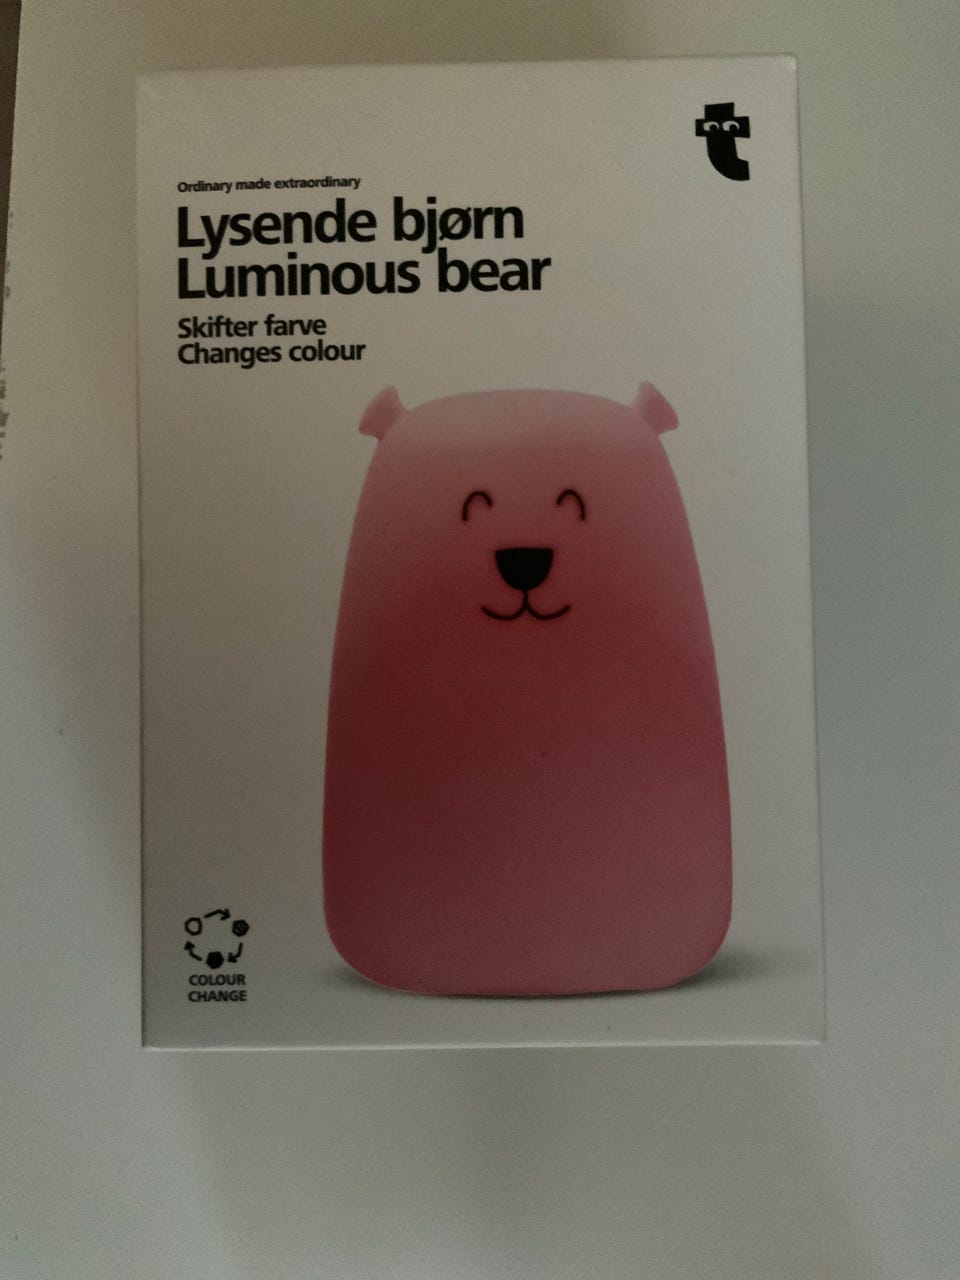 Ordinary made extraordinary
Lysende bjørn
Luminous bear
Skifter farve
Changes colour
t
COLOUR
CHANGE